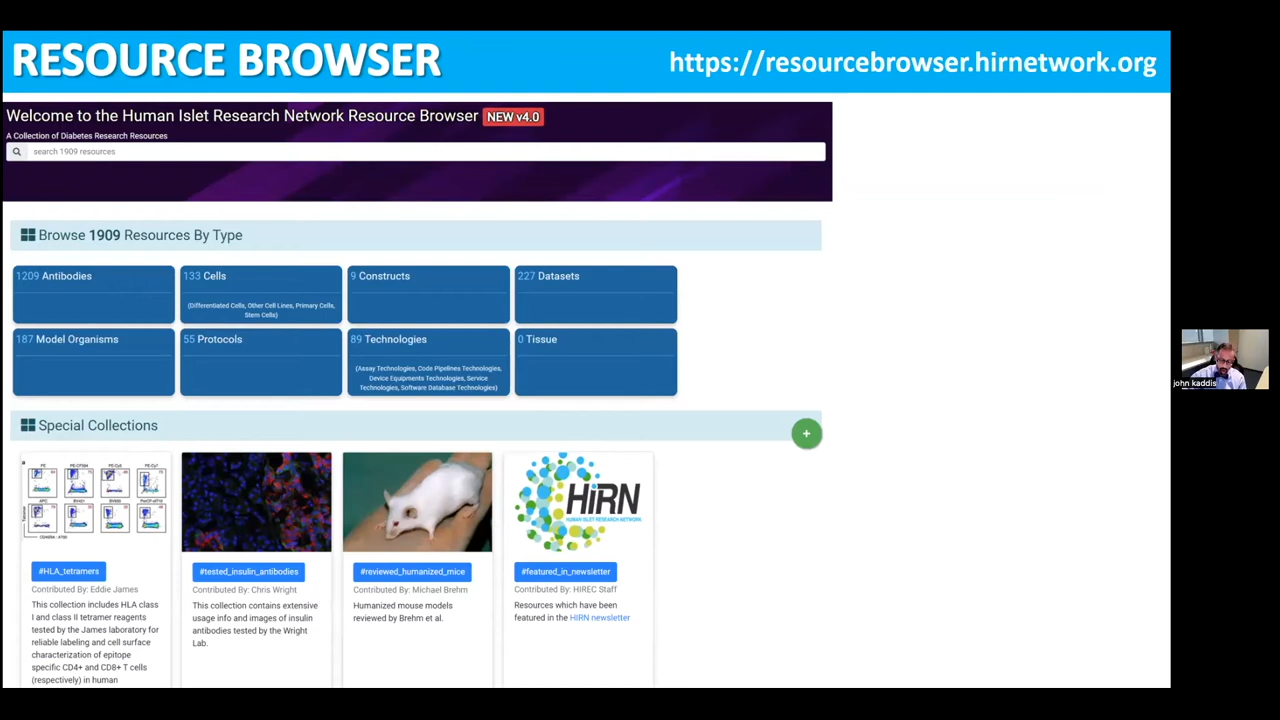 RESOURCE BROWSER
https://resourcebrowser.hirnetwork.org
Welcome to the Human Islet Research Network Resource Browser NEW v4.0
A Collection of Diabetes Research Resources
search 1909 resources
Browse 1909 Resources By Type
1209 Antibodies
133 Cells
(Differentiated Cells, Other Cell Lines, Primary Cells,
Stem Cells)
9 Constructs
227 Datasets
187 Model Organisms
55 Protocols
89 Technologies
(Assay Technologies, Code Pipelines Technologies,
Device Equipments Technologies, Service
Technologies, Software Database Technologies)
0 Tissue
Special Collections
+
#HLA_tetramers
Contributed By: Eddie James
This collection includes HLA class
I and class II tetramer reagents
tested by the James laboratory for
reliable labeling and cell surface
characterization of epitope
specific CD4+ and CD8+ T cells
(respectively) in human
#tested_insulin_antibodies
Contributed By: Chris Wright
This collection contains extensive
usage info and images of insulin
antibodies tested by the Wright
Lab.
#reviewed_humanized_mice
Contributed By: Michael Brehm
Humanized mouse models
reviewed by Brehm et al.
HIRN
HUMAN ISLET RESEARCH NETWORK
#featured_in_newsletter
Contributed By: HIREC Staff
Resources which have been
featured in the HIRN newsletter
john kaddis